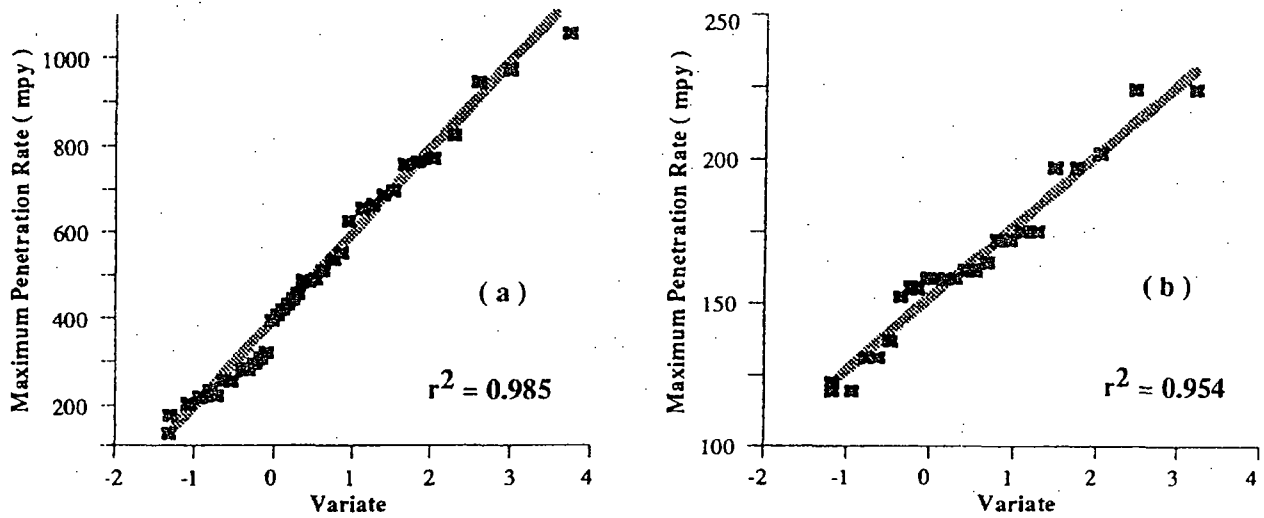 Maximum Penetration Rate ( mpy )
1000
800
600
400
200
-2
-1
0
1
2
3
4
Variate
( a )
r² = 0.985
Maximum Penetration Rate ( mpy )
250
200
150
100
-2
-1
0
1
2
3
4
Variate
( b )
r² = 0.954